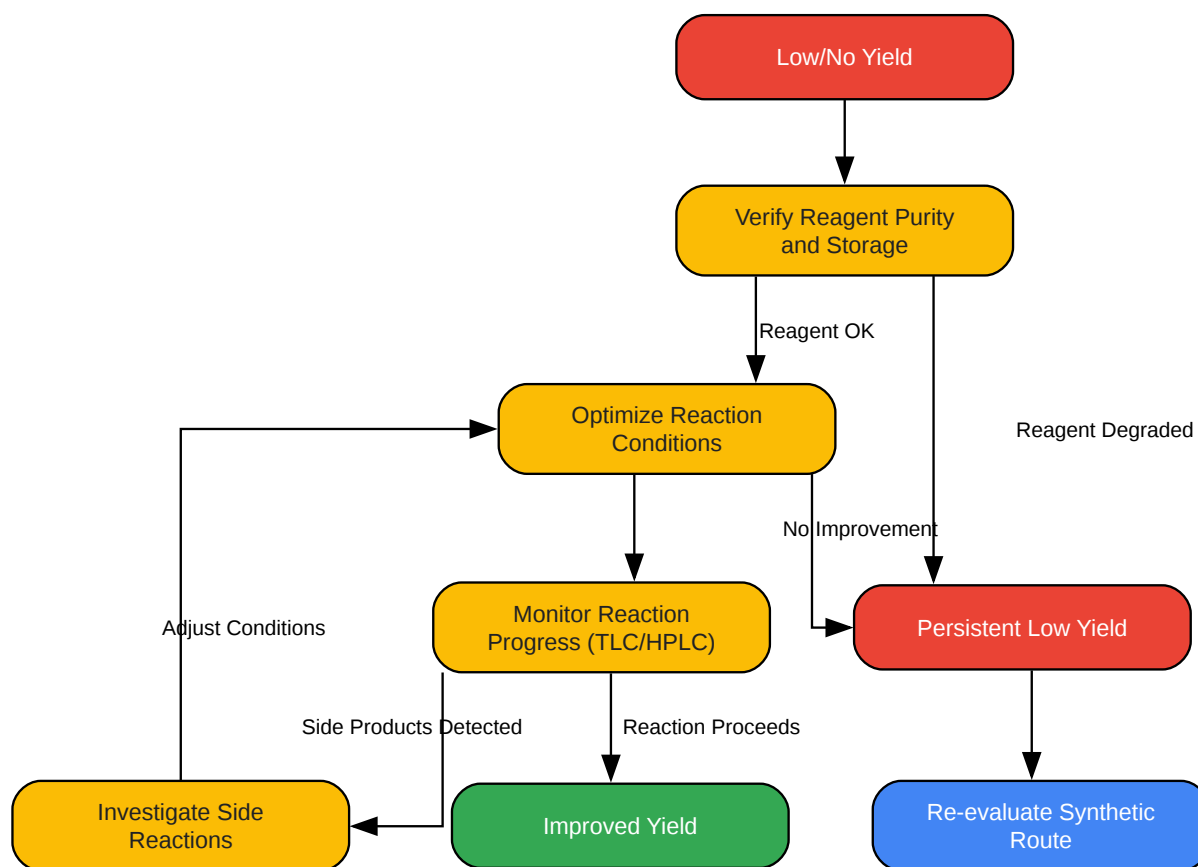 Low/No Yield
Verify Reagent Purity
and Storage
Reagent OK
Optimize Reaction
Conditions
Reagent Degraded
No Improvement
Monitor Reaction
Progress (TLC/HPLC)
Adjust Conditions
Persistent Low Yield
Side Products Detected
Reaction Proceeds
Investigate Side
Reactions
Improved Yield
Re-evaluate Synthetic
Route